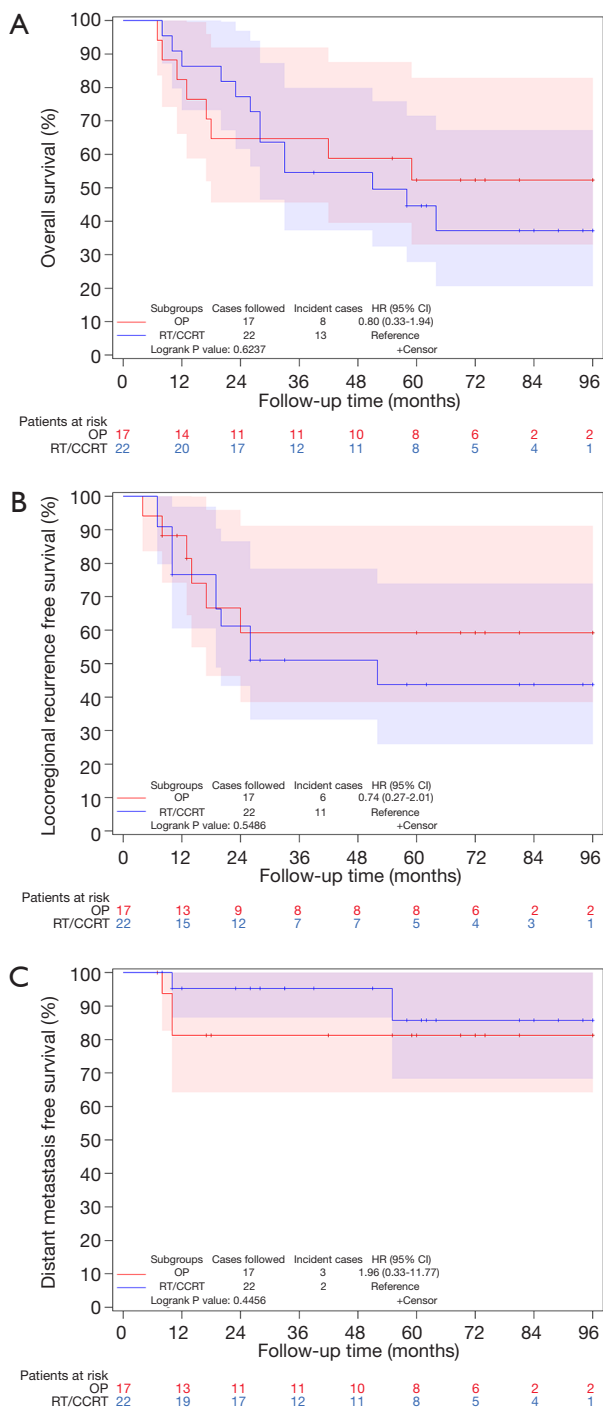 A
Overall survival (%)
100
90
80
70
60
50
40
30
20
10
0
Subgroups Cases followed Incident cases HR (95% CI)
OP 17 8 0.80 (0.33-1.94)
RT/CCRT 22 13 Reference
Logrank P value: 0.6237 +Censor
0 12 24 36 48 60 72 84 96
Follow-up time (months)
Patients at risk
OP 17 14 11 11 10 8 6 2 2
RT/CCRT 22 20 17 12 11 8 5 4 1
B
Locoregional recurrence free survival (%)
100
90
80
70
60
50
40
30
20
10
0
Subgroups Cases followed Incident cases HR (95% CI)
OP 17 6 0.74 (0.27-2.01)
RT/CCRT 22 11 Reference
Logrank P value: 0.5486 +Censor
0 12 24 36 48 60 72 84 96
Follow-up time (months)
Patients at risk
OP 17 13 9 8 8 8 6 2 2
RT/CCRT 22 15 12 7 7 5 4 3 1
C
Distant metastasis free survival (%)
100
90
80
70
60
50
40
30
20
10
0
Subgroups Cases followed Incident cases HR (95% CI)
OP 17 3 1.96 (0.33-11.77)
RT/CCRT 22 2 Reference
Logrank P value: 0.4456 +Censor
0 12 24 36 48 60 72 84 96
Follow-up time (months)
Patients at risk
OP 17 13 11 11 10 8 6 2 2
RT/CCRT 22 19 17 12 11 8 5 4 1